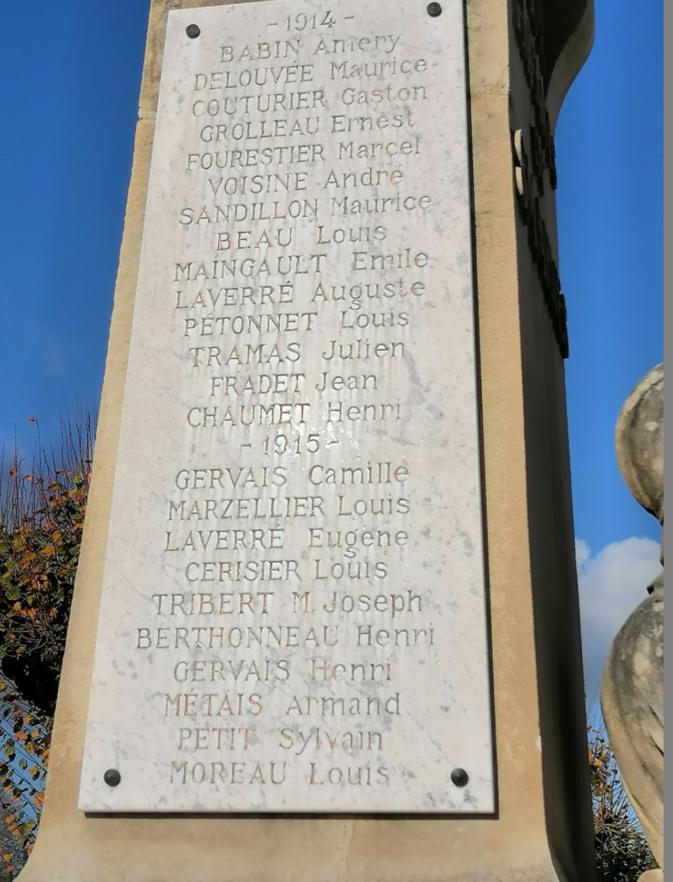 -1914-
BABIN Amery
DELOUVÉE Maurice
COUTURIER Gaston
GROLLEAU Ernest
FOURESTIER Marcel
VOISINE André
SANDILLON Maurice
BEAU Louis
MAINGAULT Emile
LAVERRÉ Auguste
PÉTONNET Louis
TRAMAS Julien
FRADET Jean
CHAUMET Henri
-1915-
GERVAIS Camille
MARZELLIER Louis
LAVERRÉ Eugène
CERISIER Louis
TRIBERT M. Joseph
BERTHONNEAU Henri
GERVAIS Henri
MÉTAIS Armand
PETIT Sylvain
MOREAU Louis